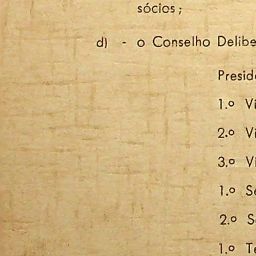 sócios;
d) - o Conselho Delibe
Presid
1.º Vi
2.º Vi
3.º Vi
1.º Se
2.º S
1.º Te